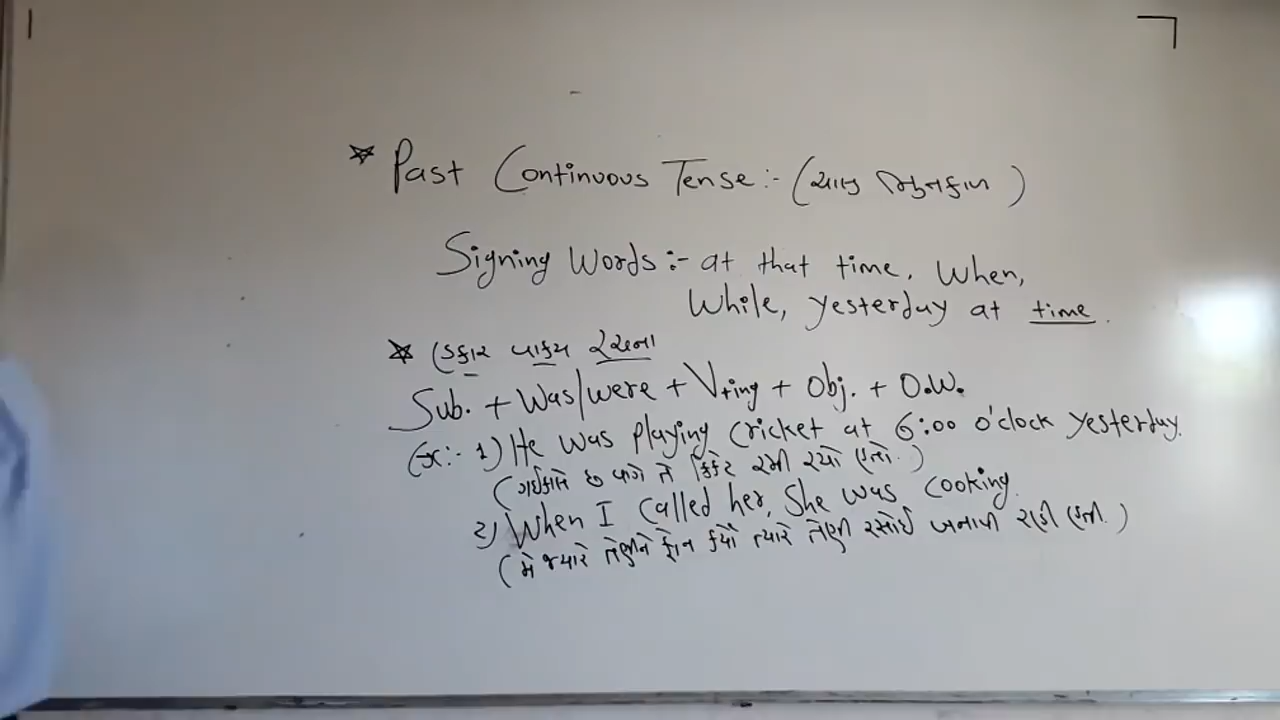 * Past Continuous Tense :- (ચાલુ ભુતકાળ)
Signing Words :- at that time, When,
While, yesterday at time.
* હકાર વાક્ય રચના
Sub. + Was/were + V+ing + Obj. + O.W.
Ex:- 1) He was playing cricket at 6:00 o'clock yesterday.
(ગઈકાલે છ વાગે તે ક્રિકેટ રમી રહ્યો હતો.)
2) When I called her, She was cooking.
(મે જ્યારે તેણીને ફોન કર્યો ત્યારે તેણી રસોઈ બનાવી રહી હતી.)